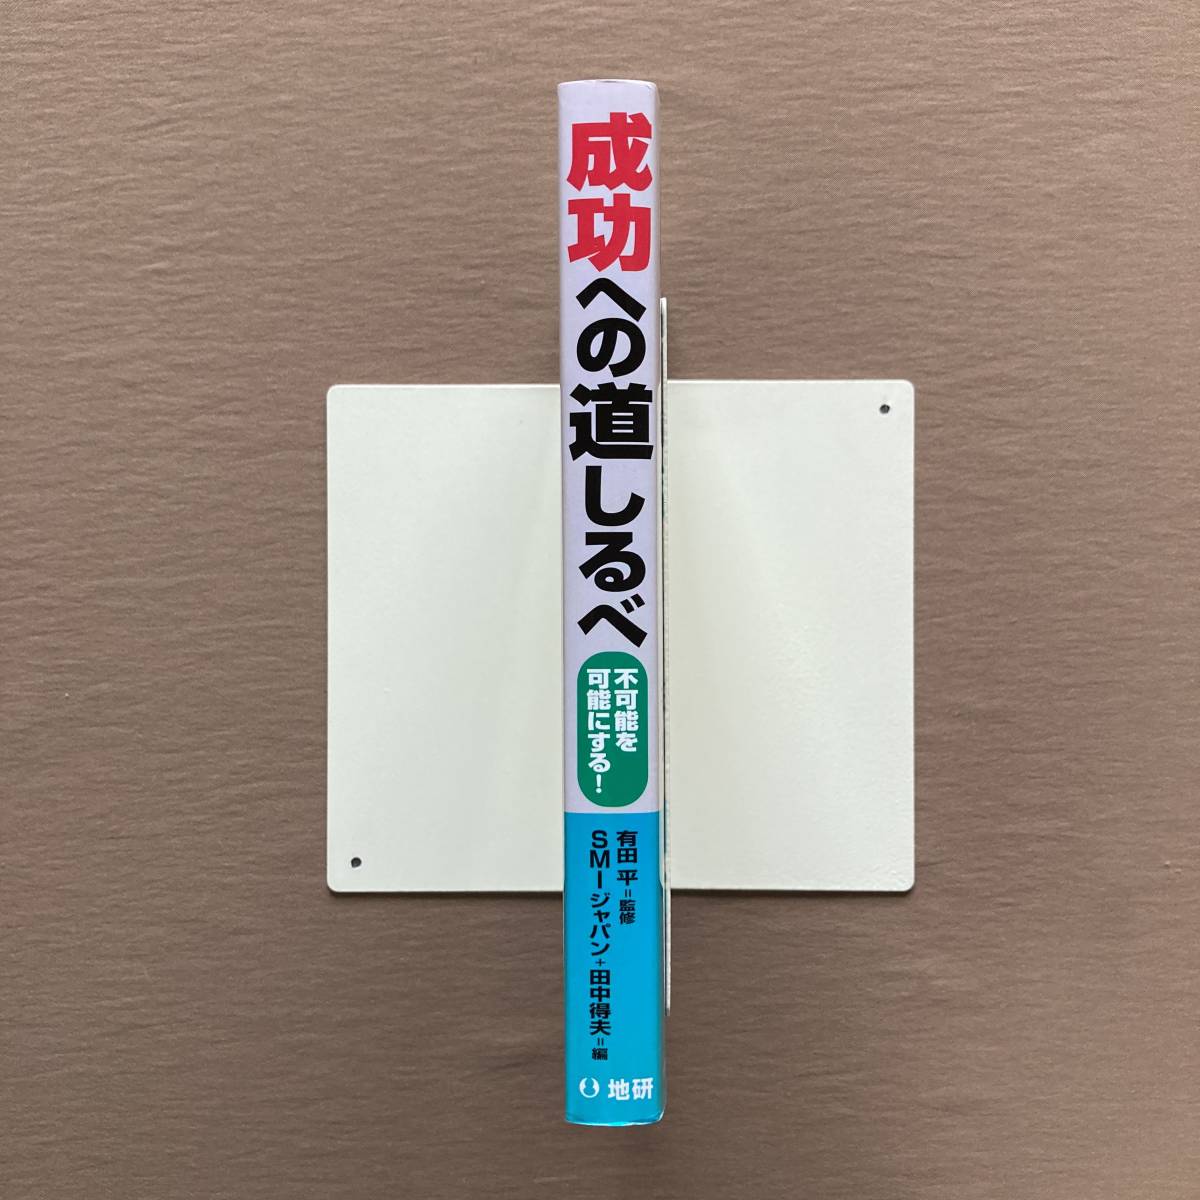 成功への道しるべ
不可能を
可能にする!
有田 平=監修
SMIジャパン+田中得夫=編
地研